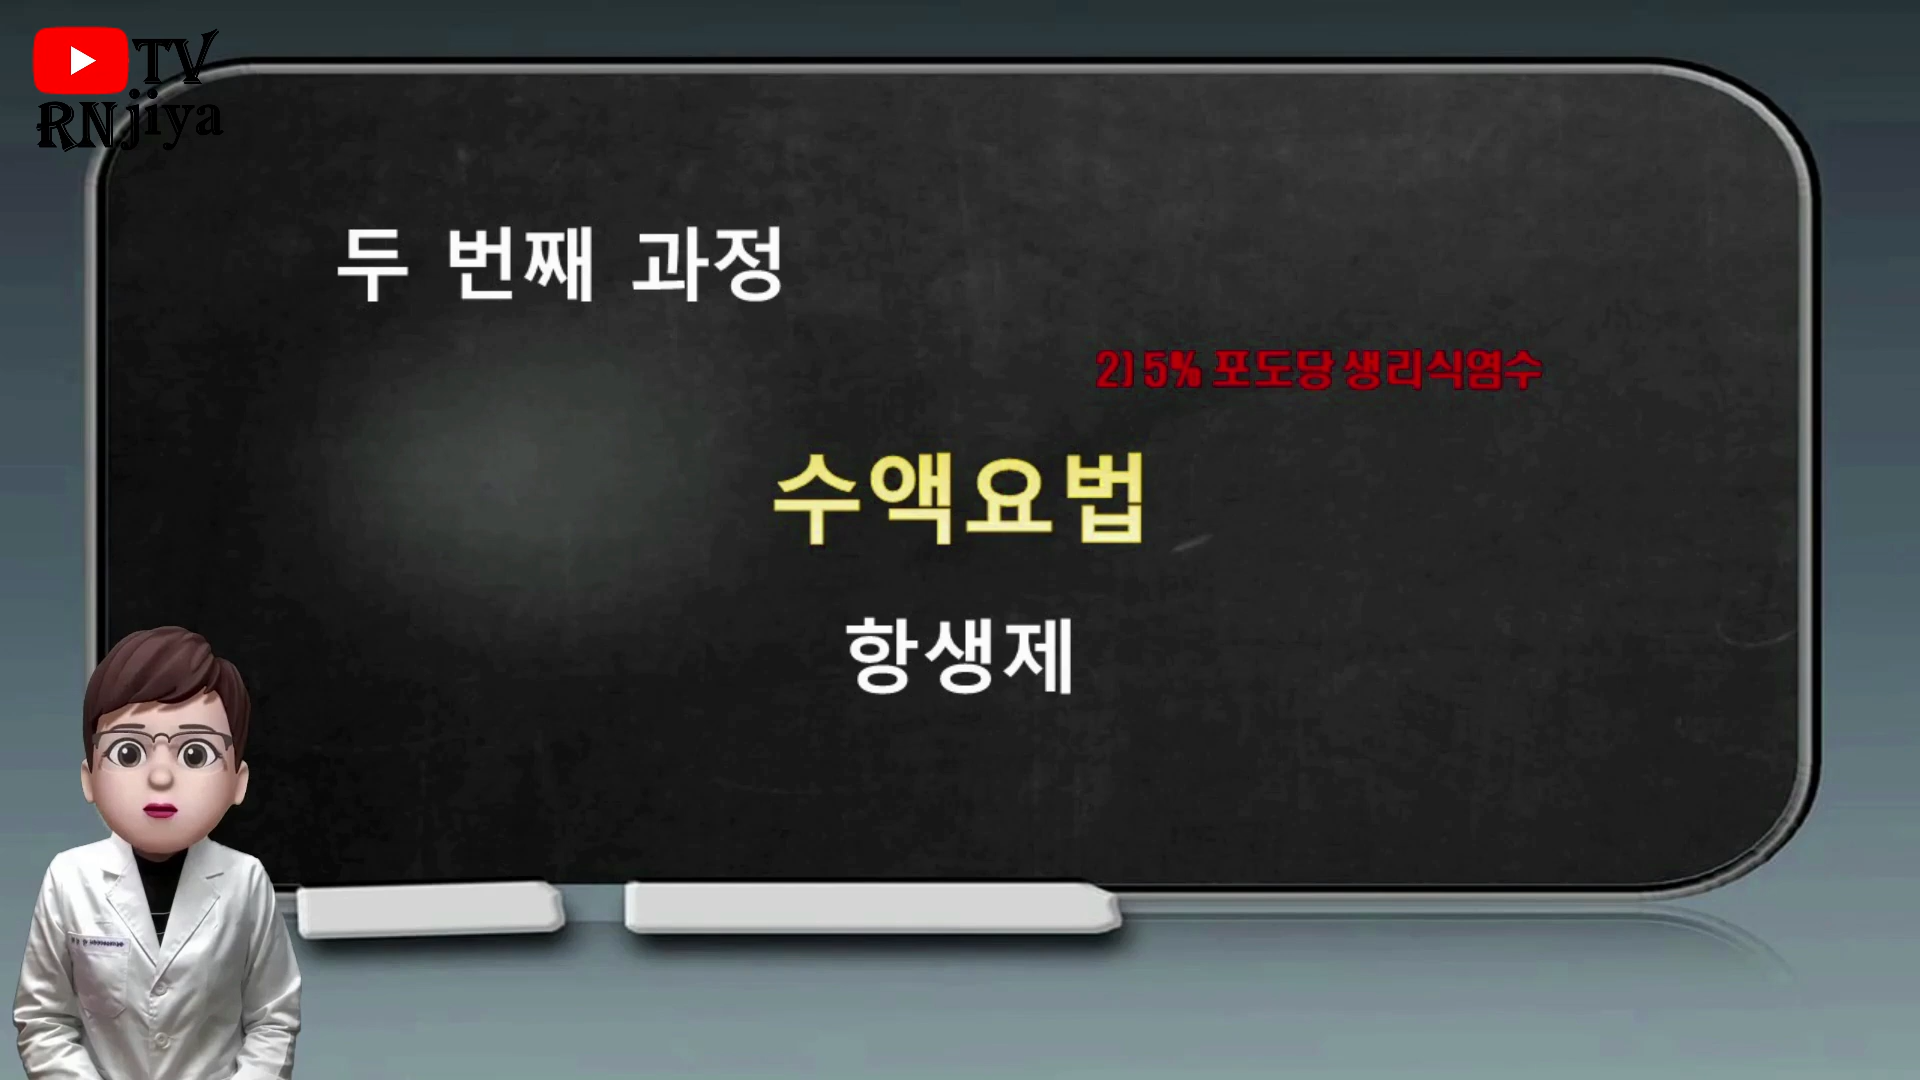 TV
RNjiya
두 번째 과정
2) 5% 포도당 생리식염수
수액요법
항생제